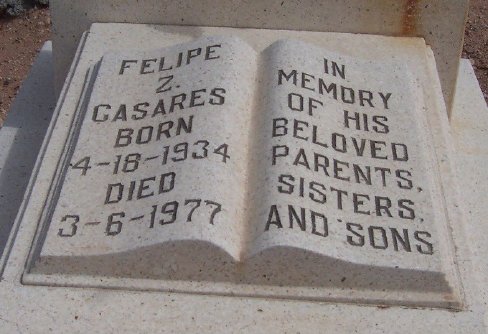 FELIPE
Z.
CASARES
BORN
4-18-1934
DIED
3-6-1977
IN
MEMORY
OF HIS
BELOVED
PARENTS,
SISTERS,
AND SONS